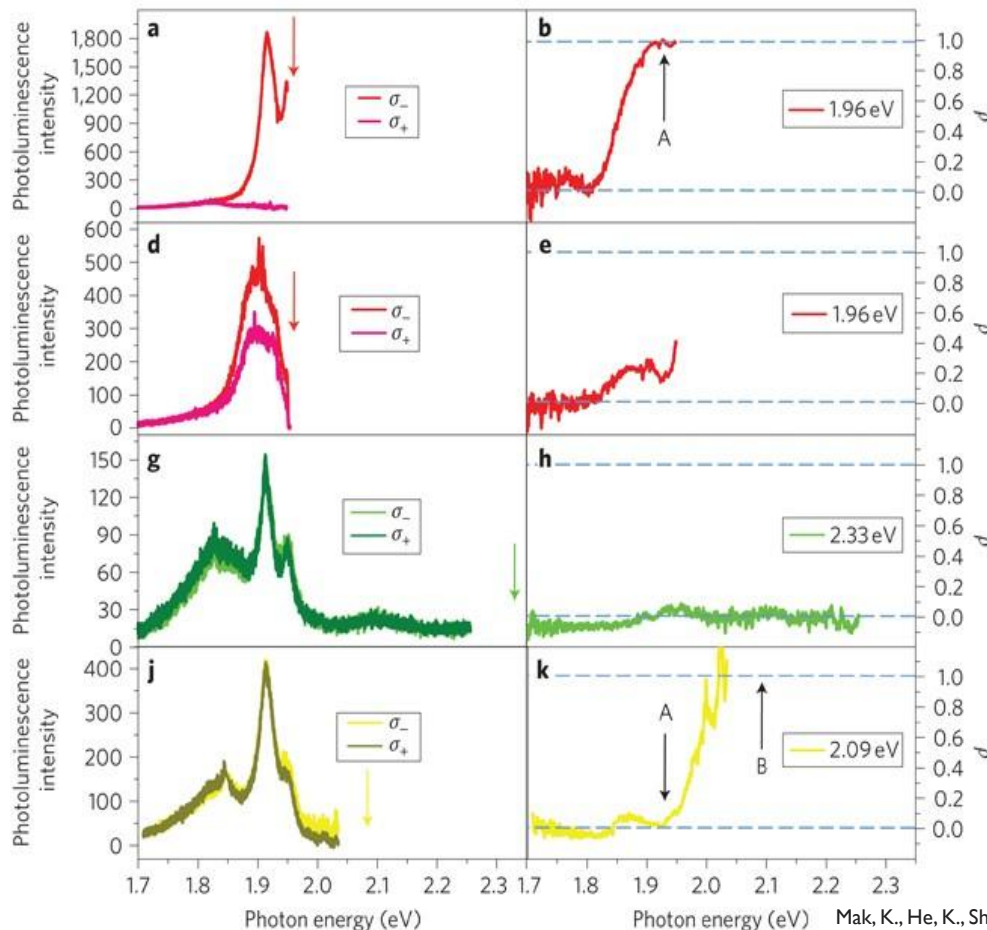 a
1,800
1,500
1,200
900
600
300
0
Photoluminescence
intensity
σ−
σ+
b
A
1.96 eV
1.0
0.8
0.6
0.4
0.2
0.0
ρ
d
600
500
400
300
200
100
0
Photoluminescence
intensity
σ−
σ+
e
1.96 eV
1.0
0.8
0.6
0.4
0.2
0.0
ρ
g
150
120
90
60
30
0
Photoluminescence
intensity
σ−
σ+
h
2.33 eV
1.0
0.8
0.6
0.4
0.2
0.0
ρ
j
400
300
200
100
0
Photoluminescence
intensity
σ−
σ+
k
A
B
2.09 eV
1.0
0.8
0.6
0.4
0.2
0.0
ρ
1.7 1.8 1.9 2.0 2.1 2.2 2.3
1.7 1.8 1.9 2.0 2.1 2.2 2.3
Photon energy (eV)
Photon energy (eV)
Mak, K., He, K., Sh